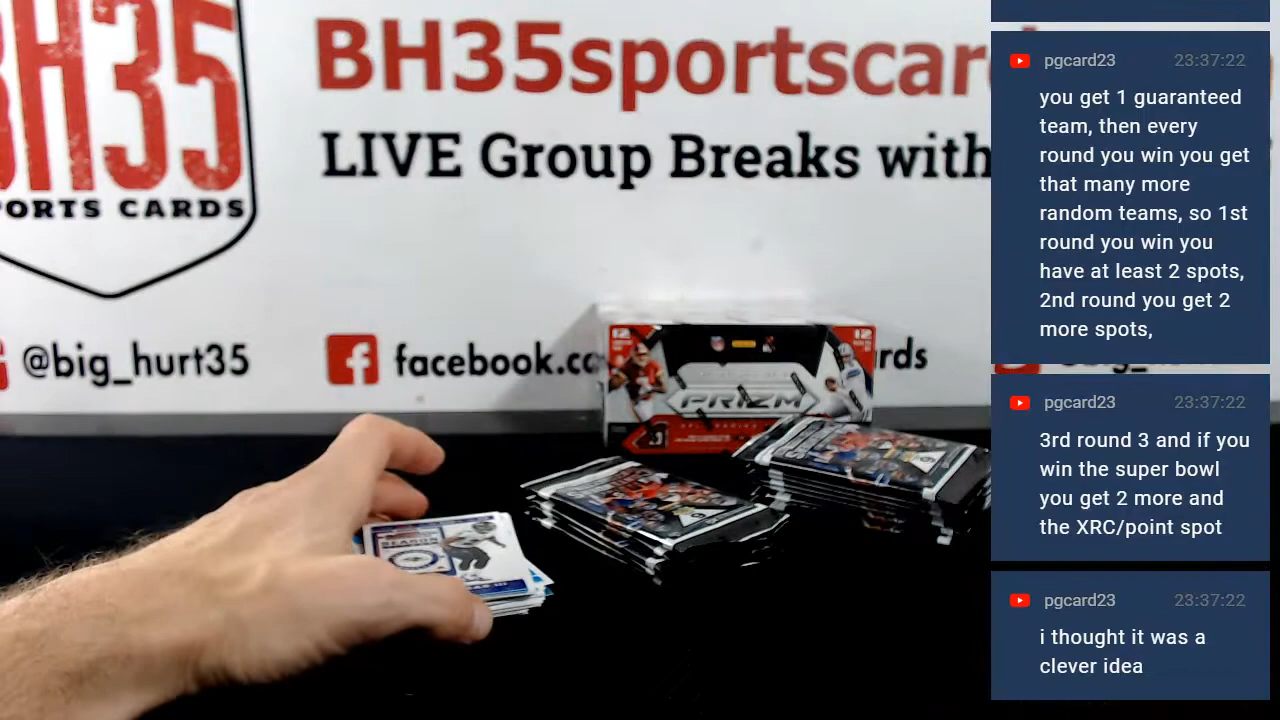 BH35
PORTS CARDS
BH35sportscar
LIVE Group Breaks with
@big_hurt35
facebook.co
rds
PRIZM
SEASON
pgcard23 23:37:22
you get 1 guaranteed
team, then every
round you win you get
that many more
random teams, so 1st
round you win you
have at least 2 spots,
2nd round you get 2
more spots,
pgcard23 23:37:22
3rd round 3 and if you
win the super bowl
you get 2 more and
the XRC/point spot
pgcard23 23:37:22
i thought it was a
clever idea